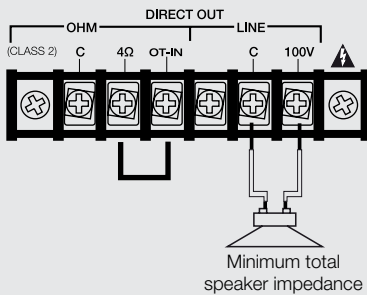 DIRECT OUT
OHM LINE
(CLASS 2) C 4Ω OT-IN C 100V
Minimum total
speaker impedance